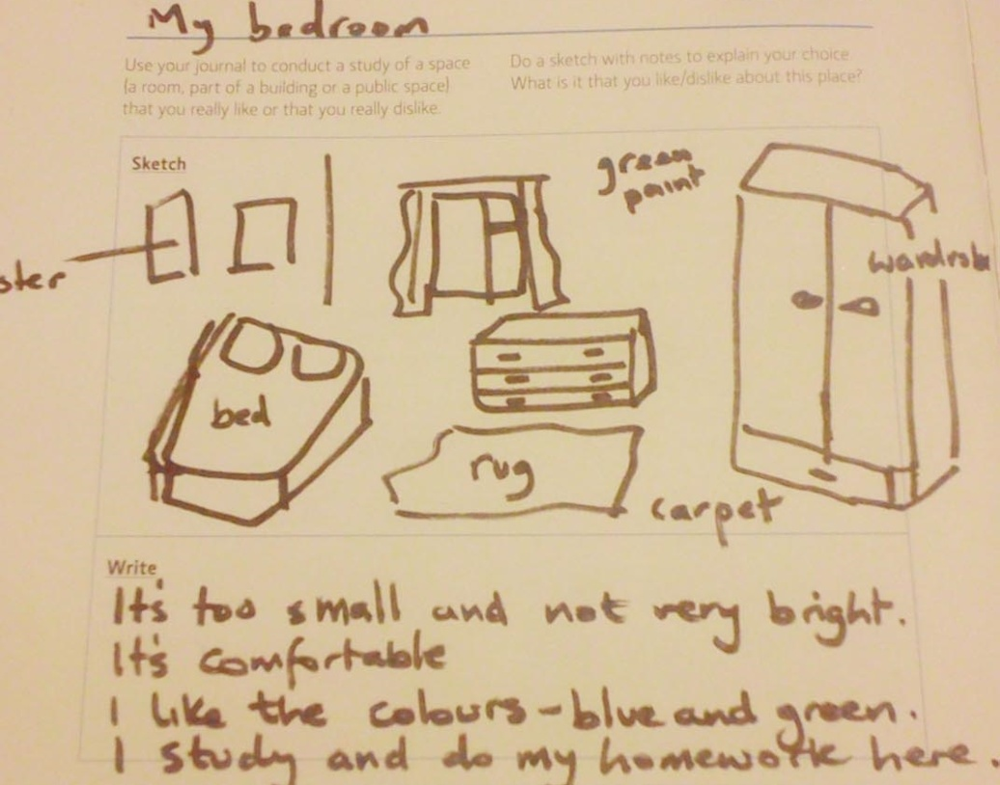 My bedroom
Use your journal to conduct a study of a space
(a room, part of a building or a public space)
that you really like or that you really dislike.
Do a sketch with notes to explain your choice
What is it that you like/dislike about this place?
Sketch
green
paint
wardrobe
ster
bed
rug
carpet
Write
It's too small and not very bright.
It's comfortable
I like the colours - blue and green.
I study and do my homework here.